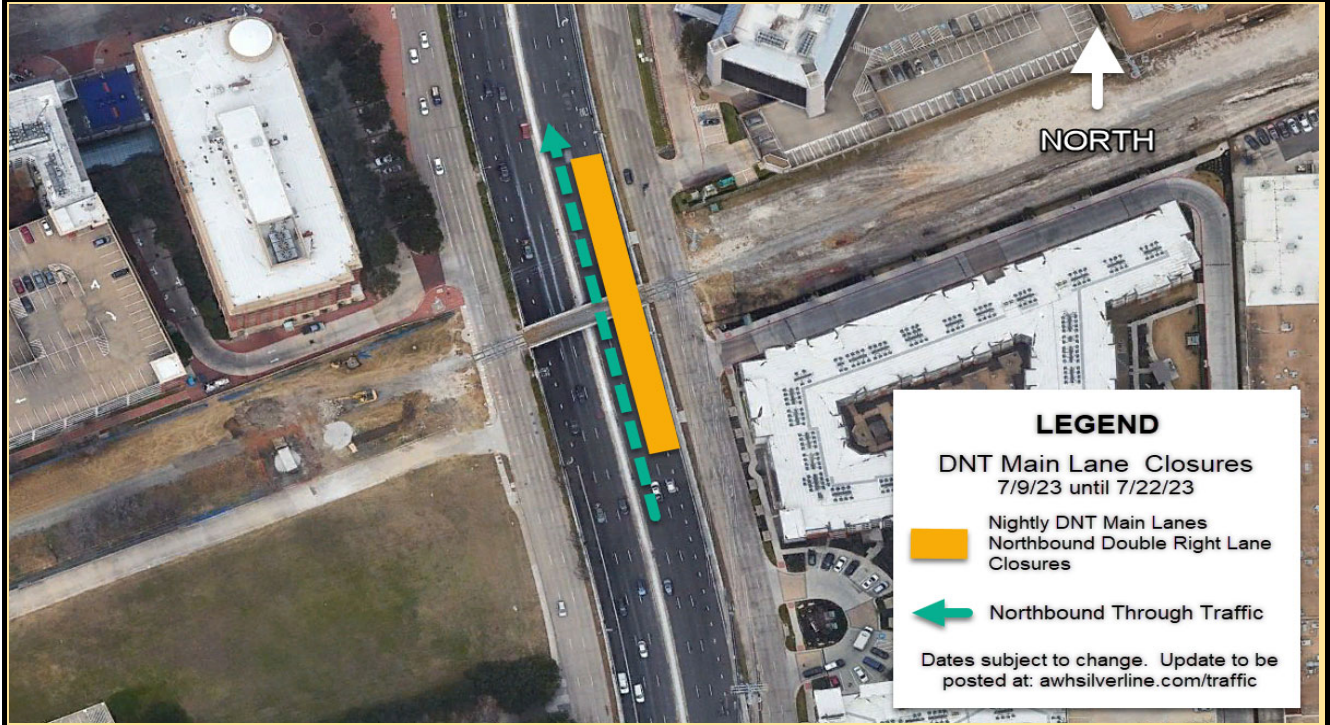 NORTH
LEGEND
DNT Main Lane Closures
7/9/23 until 7/22/23
Nightly DNT Main Lanes
Northbound Double Right Lane
Closures
Northbound Through Traffic
Dates subject to change. Update to be
posted at: awhsilverline.com/traffic